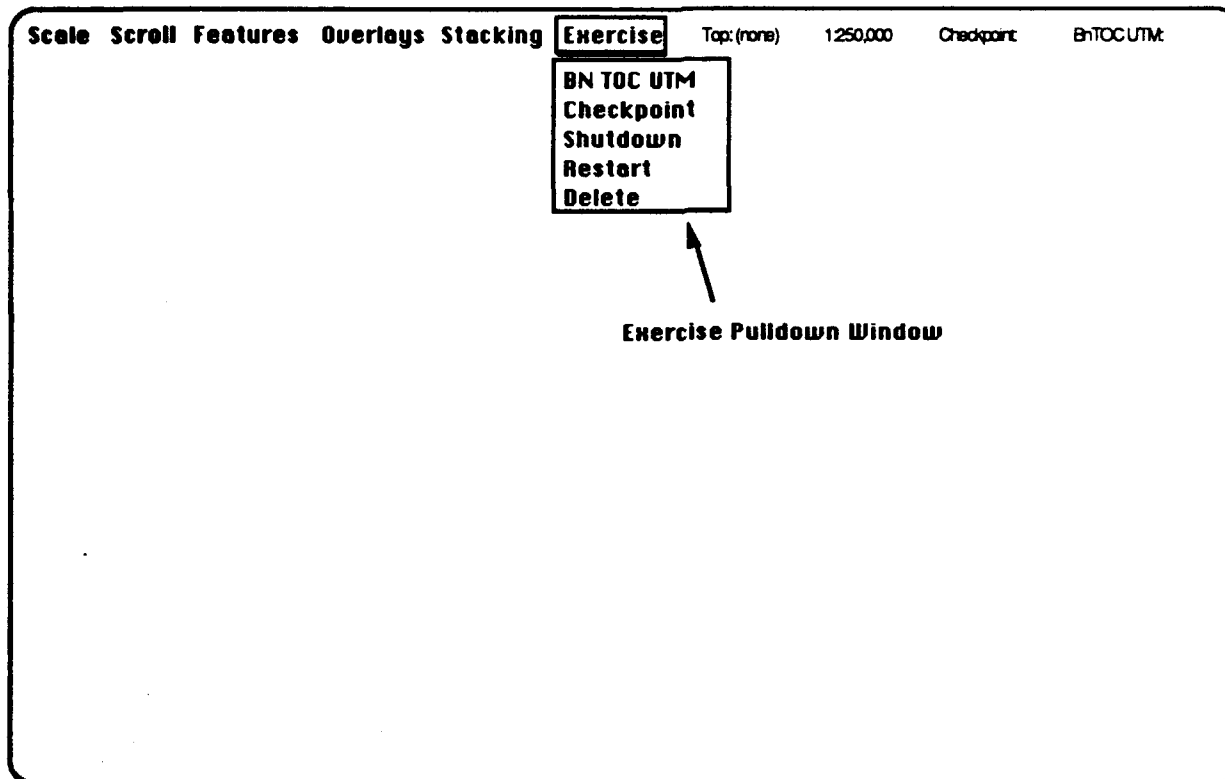 Scale Scroll Features Overlays Stacking Exercise Top: (none) 1:250,000 Checkpoint: BnTOC UTM:
BN TOC UTM
Checkpoint
Shutdown
Restart
Delete
Exercise Pulldown Window